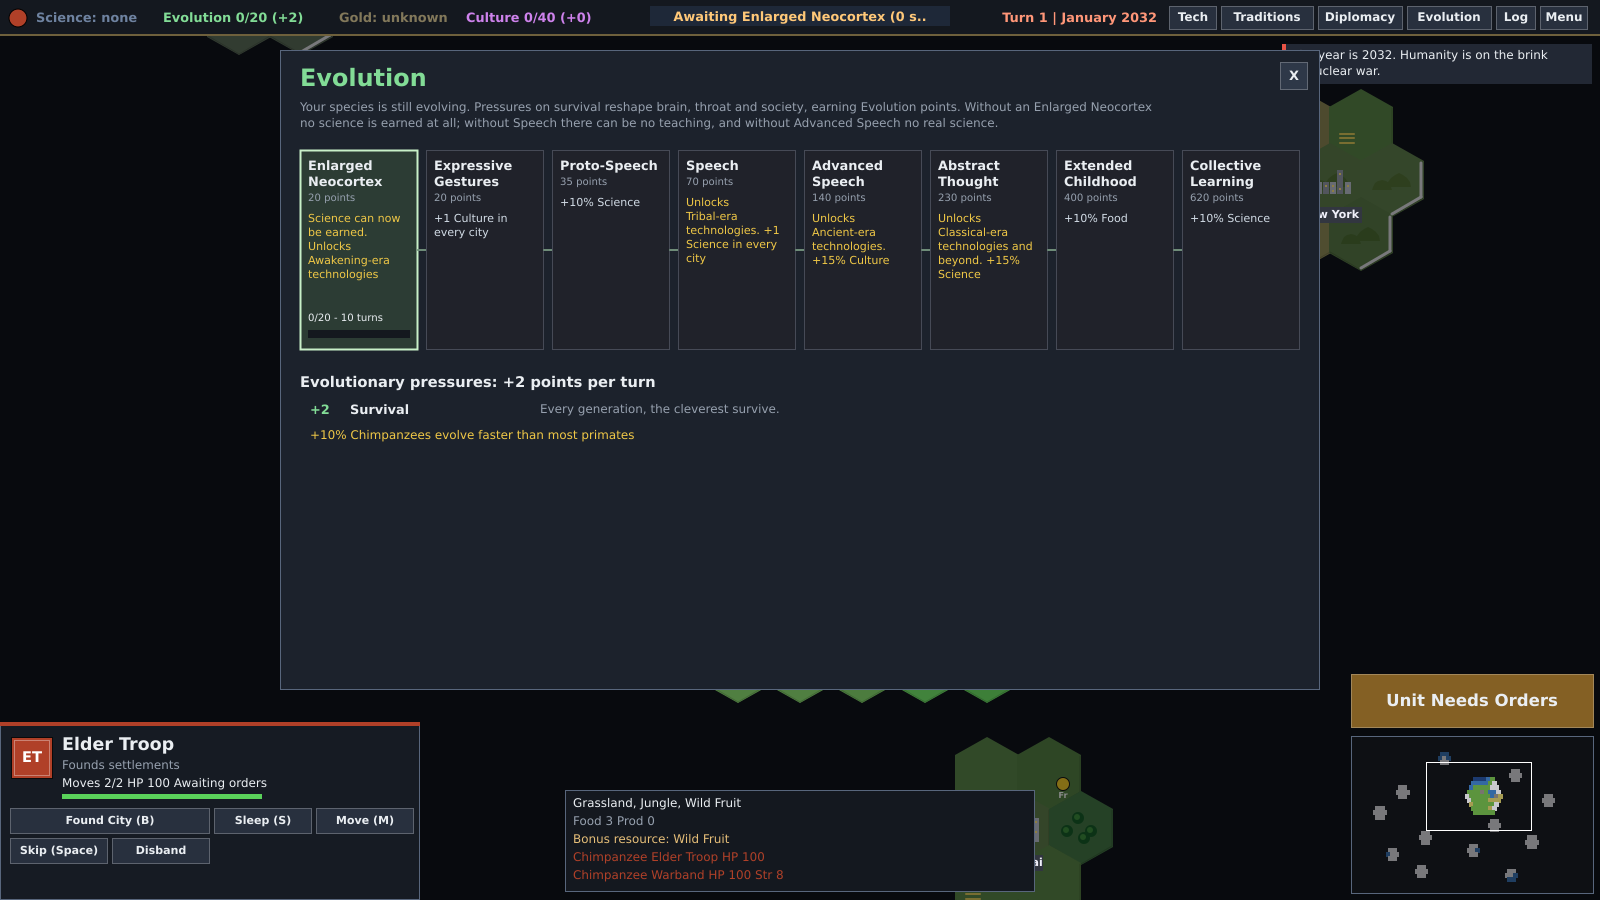 Science: none
Evolution 0/20 (+2)
Gold: unknown
Culture 0/40 (+0)
Awaiting Enlarged Neocortex (0 s..
Turn 1 | January 2032
Tech
Traditions
Diplomacy
Evolution
Log
Menu
year is 2032. Humanity is on the brink
clear war.
Evolution
X
Your species is still evolving. Pressures on survival reshape brain, throat and society, earning Evolution points. Without an Enlarged Neocortex
no science is earned at all; without Speech there can be no teaching, and without Advanced Speech no real science.
Enlarged
Neocortex
20 points
Science can now
be earned.
Unlocks
Awakening-era
technologies
0/20 - 10 turns
Expressive
Gestures
20 points
+1 Culture in
every city
Proto-Speech
35 points
+10% Science
Speech
70 points
Unlocks
Tribal-era
technologies. +1
Science in every
city
Advanced
Speech
140 points
Unlocks
Ancient-era
technologies.
+15% Culture
Abstract
Thought
230 points
Unlocks
Classical-era
technologies and
beyond. +15%
Science
Extended
Childhood
400 points
+10% Food
Collective
Learning
620 points
+10% Science
w York
Evolutionary pressures: +2 points per turn
+2 Survival Every generation, the cleverest survive.
+10% Chimpanzees evolve faster than most primates
Unit Needs Orders
ET
Elder Troop
Founds settlements
Moves 2/2 HP 100 Awaiting orders
Found City (B)
Sleep (S)
Move (M)
Skip (Space)
Disband
Fr
ai
Grassland, Jungle, Wild Fruit
Food 3 Prod 0
Bonus resource: Wild Fruit
Chimpanzee Elder Troop HP 100
Chimpanzee Warband HP 100 Str 8